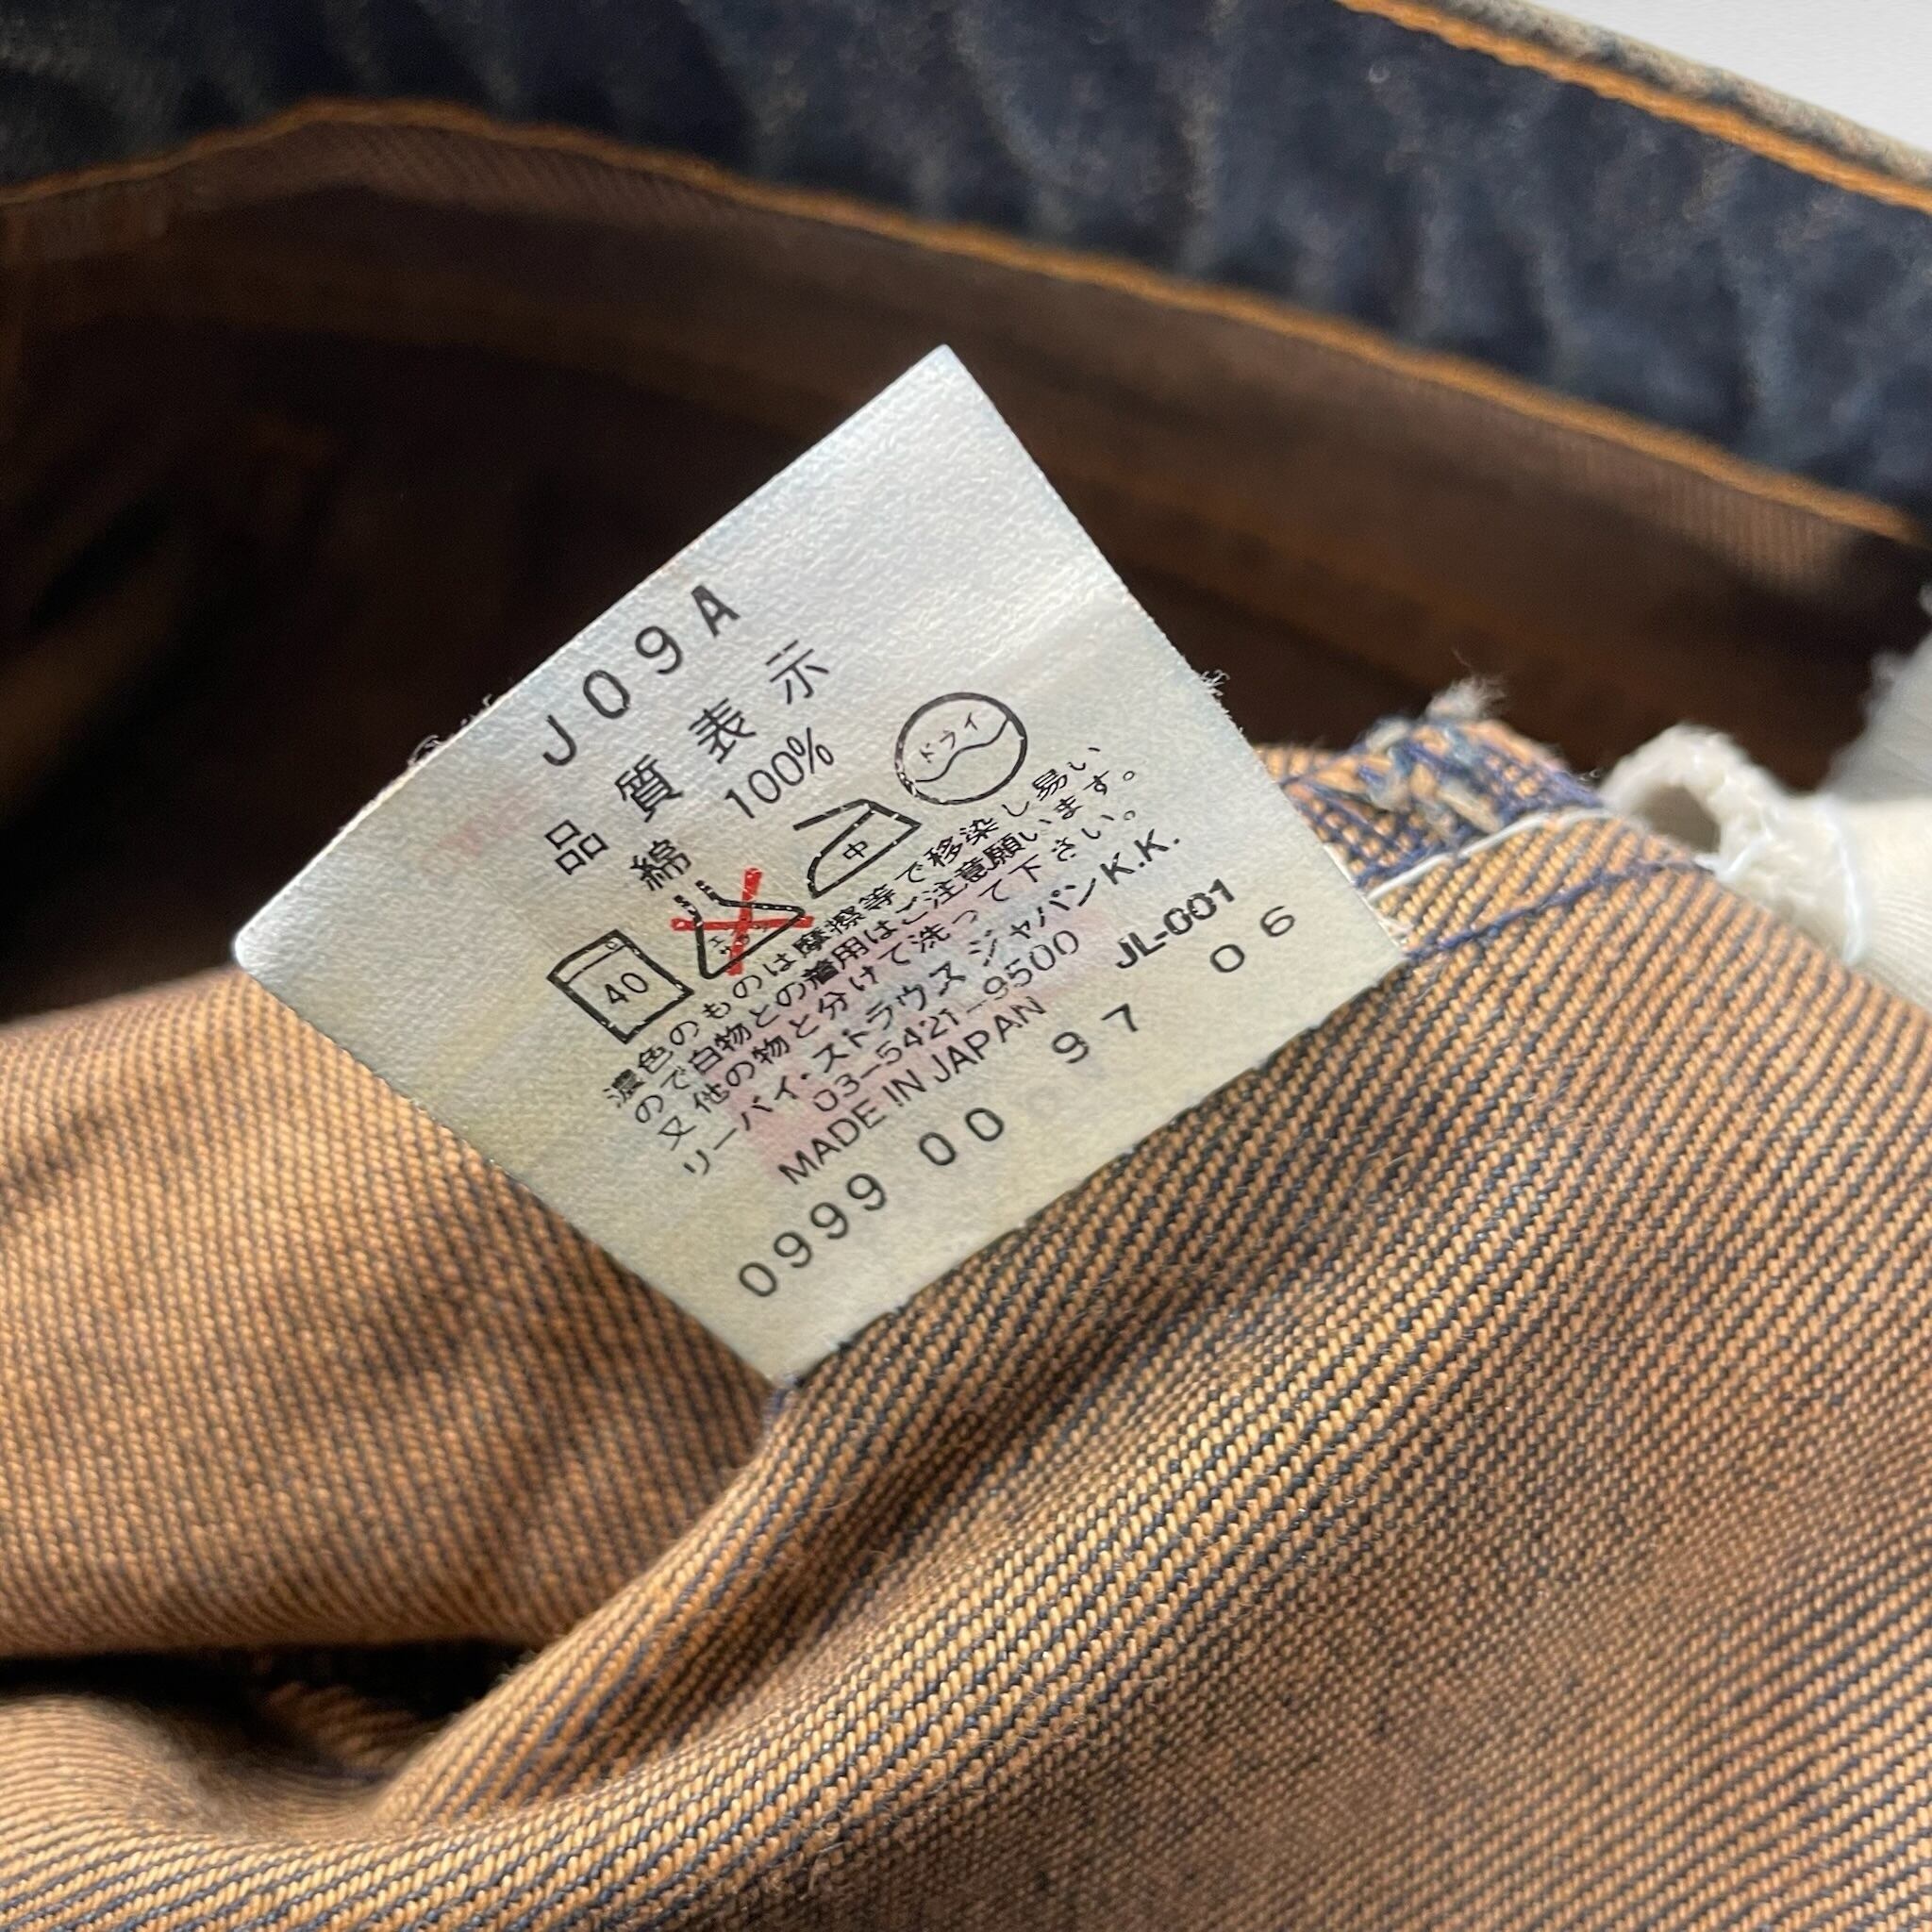 J09A
品質表示
綿 100%
40 エンソ 中 ドライ
濃色のものは摩擦等で移染し易い
ので白物との着用はご注意願います。
又他の物と分けて洗って下さい。
リーバイ・ストラウス ジャパンK.K.
03-5421-9500
MADE IN JAPAN JL-001
0999 00 97 06